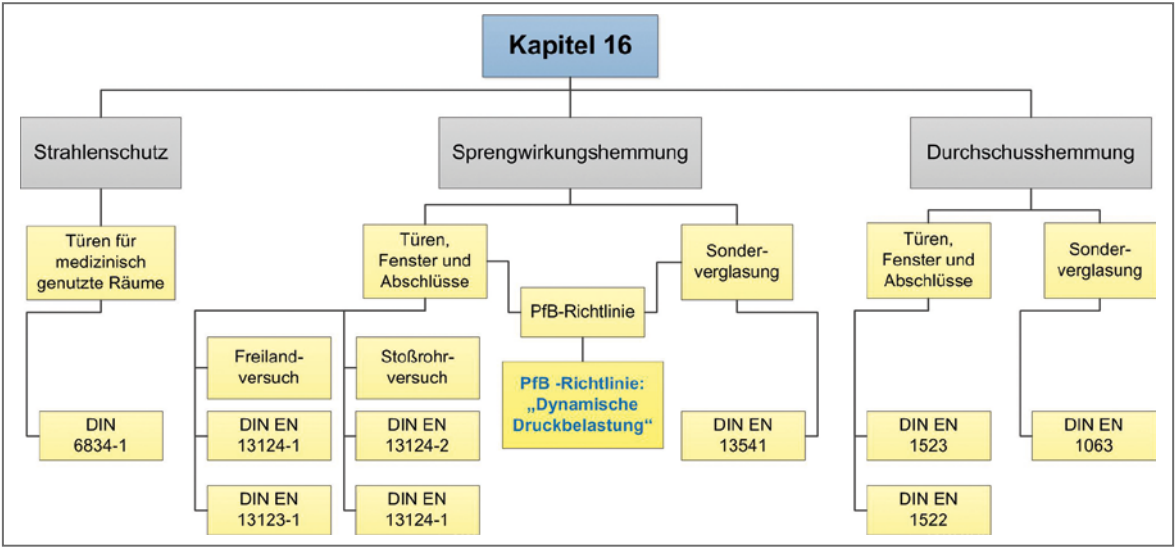 Kapitel 16
Strahlenschutz
Sprengwirkungshemmung
Durchschusshemmung
Türen für
medizinisch
genutzte Räume
Türen,
Fenster und
Abschlüsse
Sonder-
verglasung
Türen,
Fenster und
Abschlüsse
Sonder-
verglasung
PfB-Richtlinie
Freiland-
versuch
Stoßrohr-
versuch
PfB -Richtlinie:
„Dynamische
Druckbelastung“
DIN
6834-1
DIN EN
13124-1
DIN EN
13124-2
DIN EN
13541
DIN EN
1523
DIN EN
1063
DIN EN
13123-1
DIN EN
13124-1
DIN EN
1522